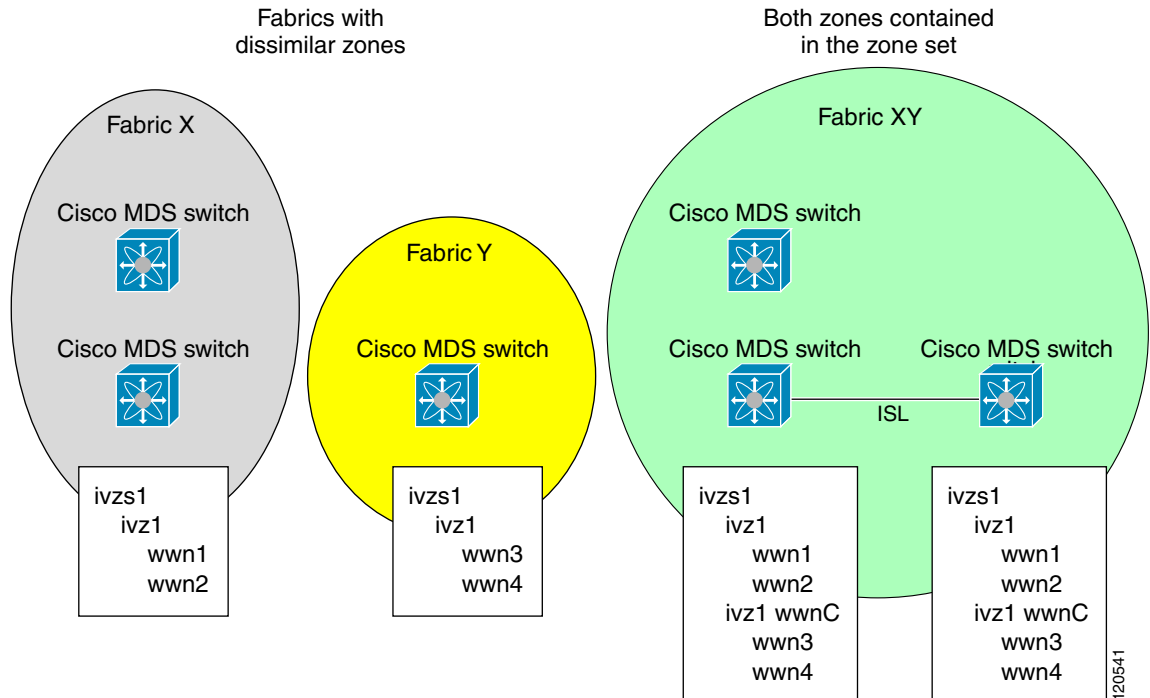 Fabrics with
dissimilar zones
Both zones contained
in the zone set
Fabric X
Cisco MDS switch
Cisco MDS switch
ivzs1
ivz1
wwn1
wwn2
Fabric Y
Cisco MDS switch
ivzs1
ivz1
wwn3
wwn4
Fabric XY
Cisco MDS switch
Cisco MDS switch
Cisco MDS switch
ISL
ivzs1
ivz1
wwn1
wwn2
ivz1 wwnC
wwn3
wwn4
ivzs1
ivz1
wwn1
wwn2
ivz1 wwnC
wwn3
wwn4
120541